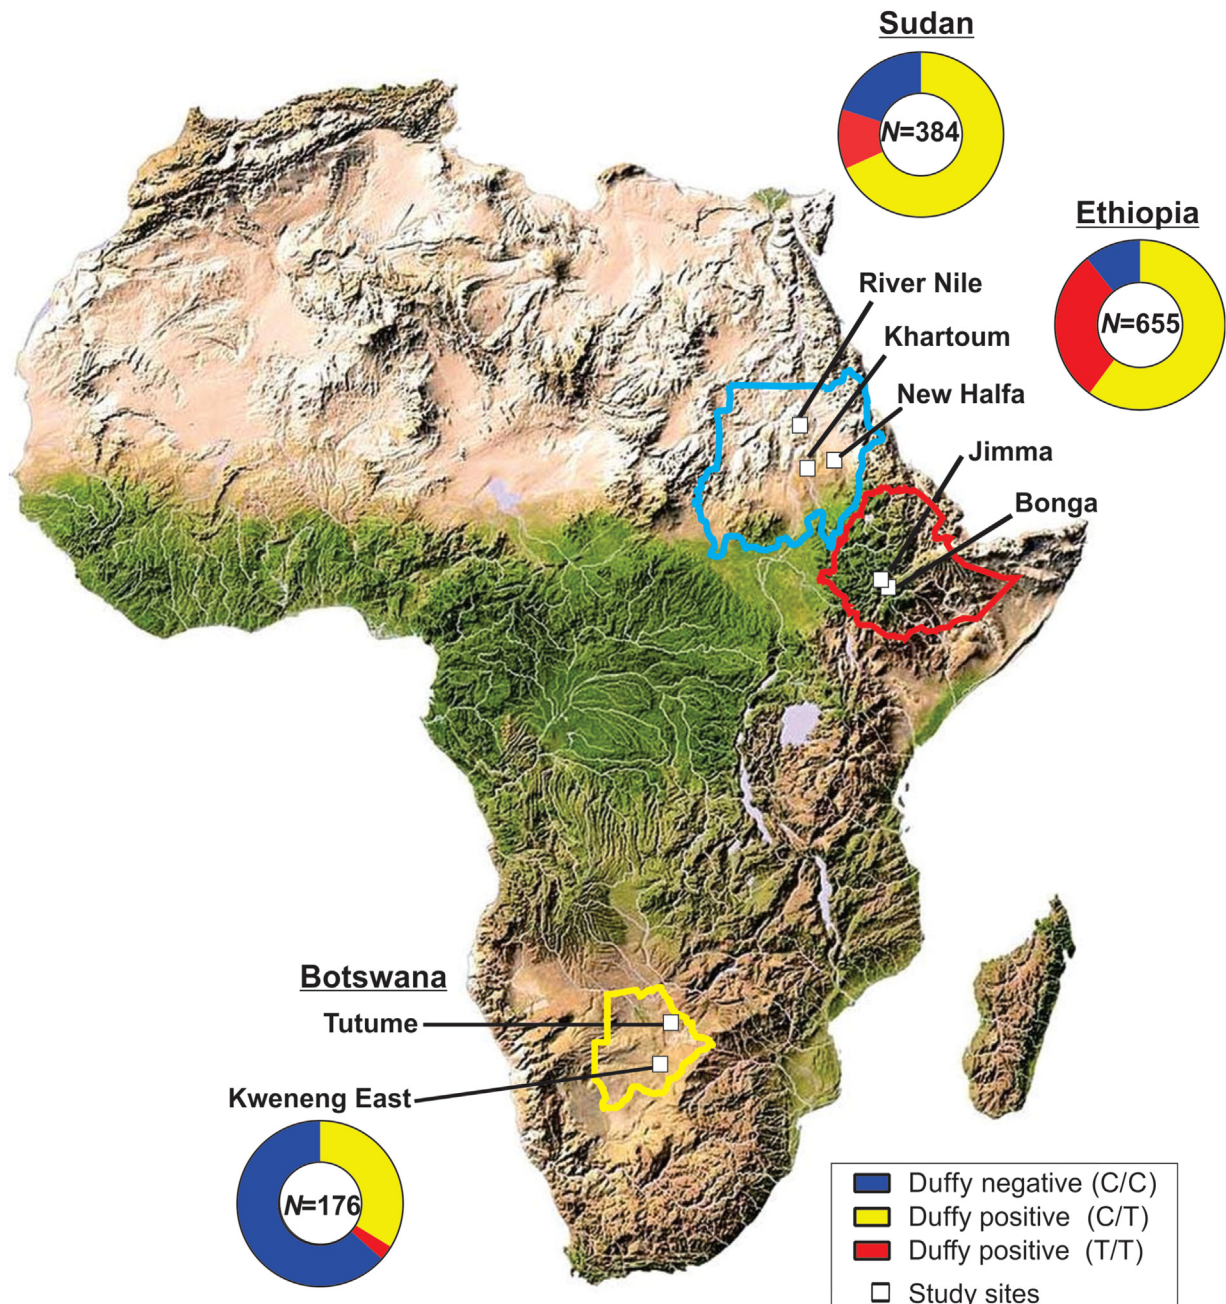 Sudan
N=384
Ethiopia
N=655
River Nile
Khartoum
New Halfa
Jimma
Bonga
Botswana
Tutume
Kweneng East
N=176
Duffy negative (C/C)
Duffy positive (C/T)
Duffy positive (T/T)
Study sites